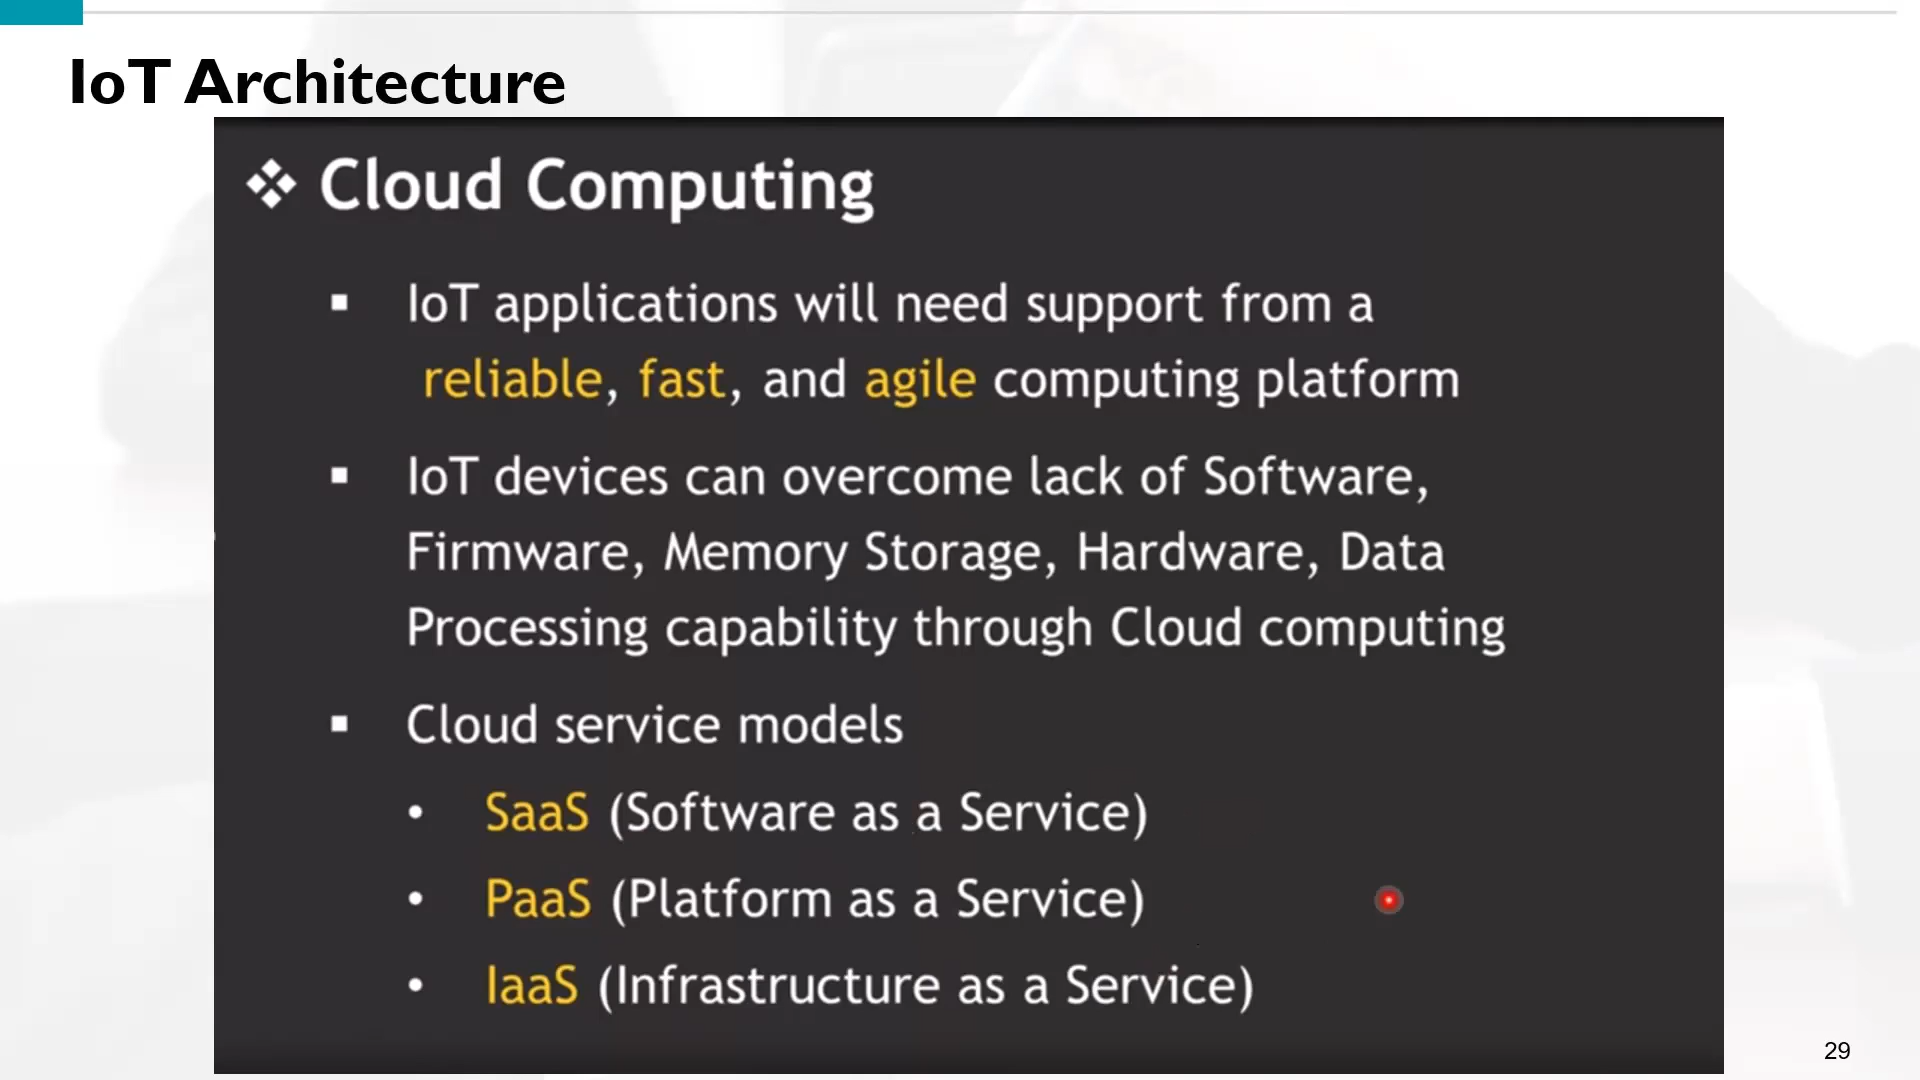 IoT Architecture
❖ Cloud Computing
▪ IoT applications will need support from a
reliable, fast, and agile computing platform
▪ IoT devices can overcome lack of Software,
Firmware, Memory Storage, Hardware, Data
Processing capability through Cloud computing
▪ Cloud service models
• SaaS (Software as a Service)
• PaaS (Platform as a Service)
• IaaS (Infrastructure as a Service)
29